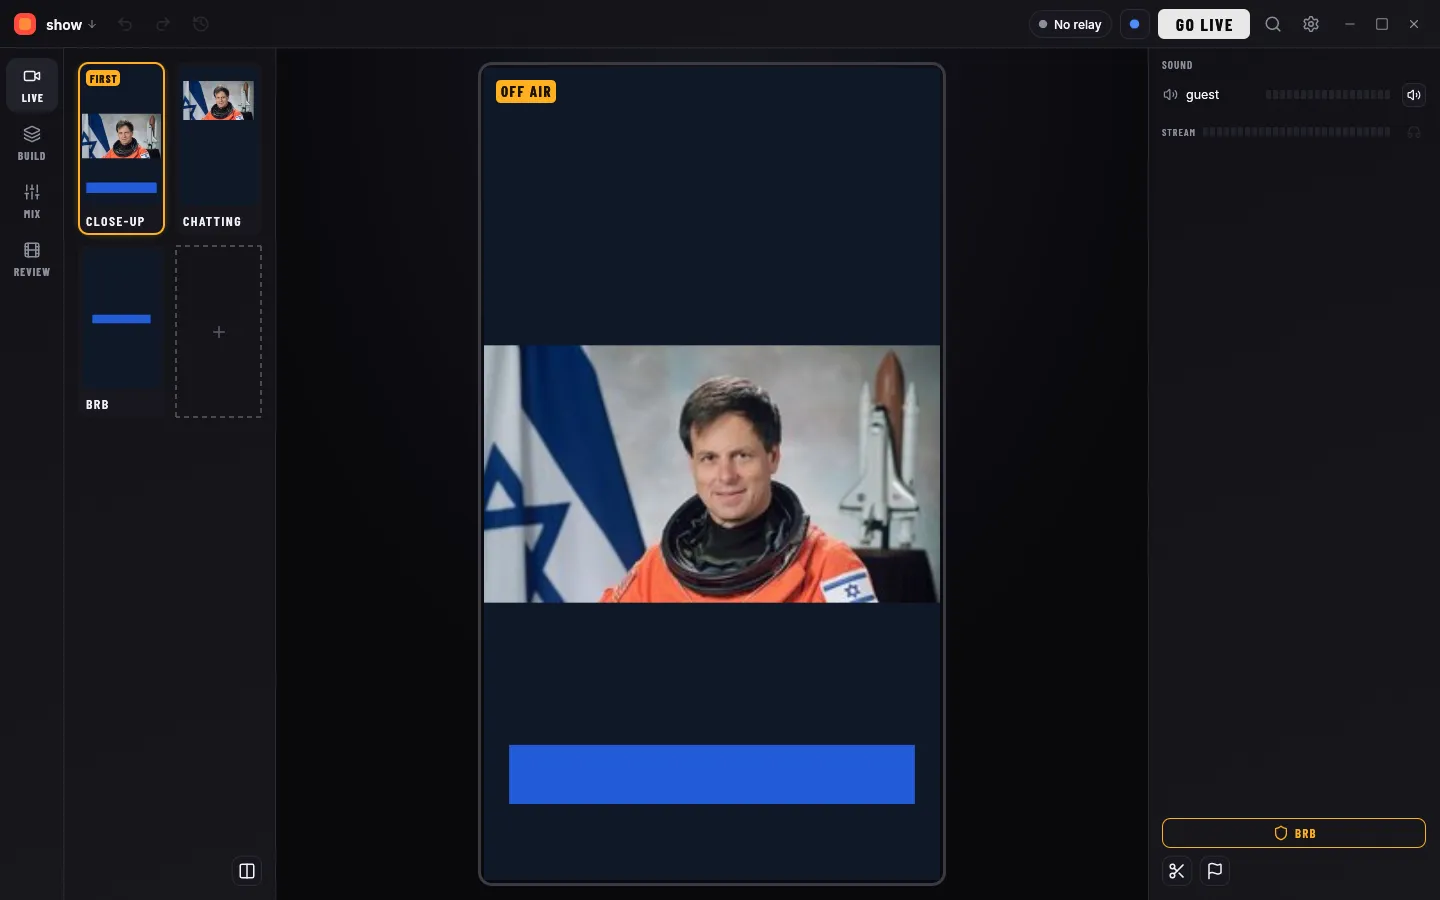 show
No relay
GO LIVE
LIVE
BUILD
MIX
REVIEW
FIRST
CLOSE-UP
CHATTING
BRB
OFF AIR
SOUND
guest
STREAM
BRB